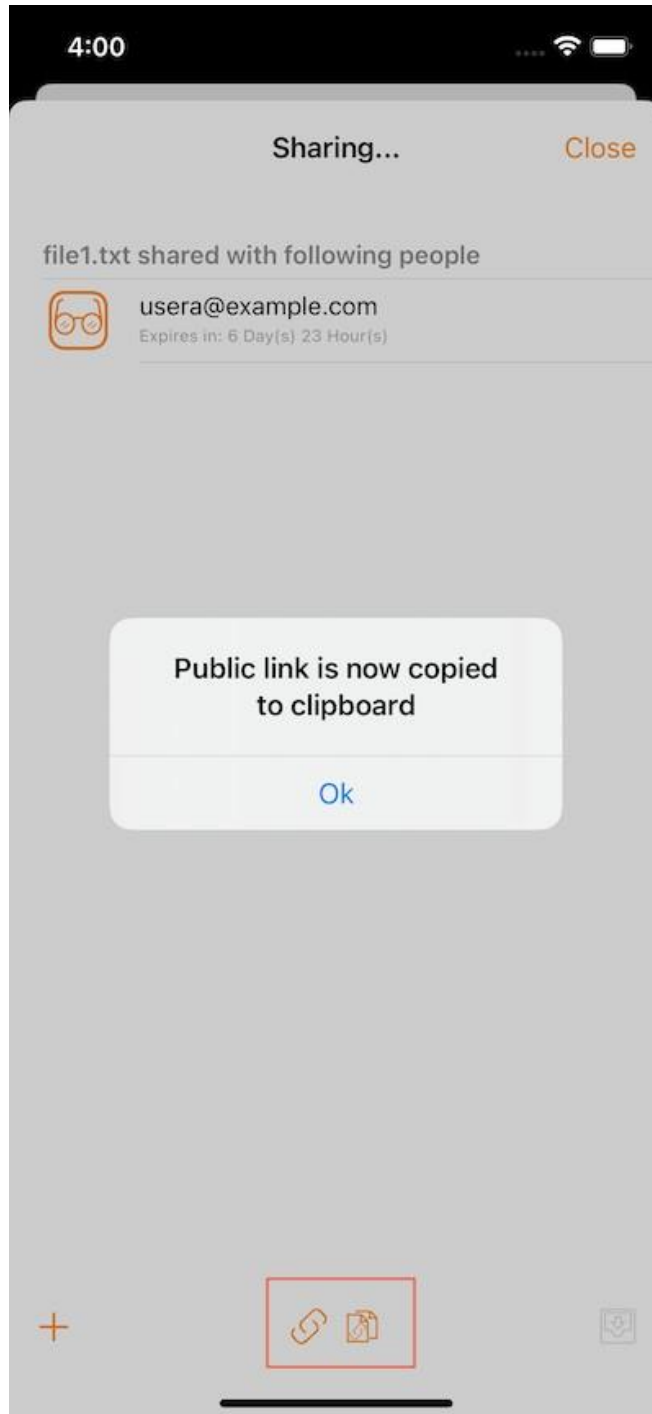 4:00
Sharing...
Close
file1.txt shared with following people
usera@example.com
Expires in: 6 Day(s) 23 Hour(s)
Public link is now copied
to clipboard
Ok